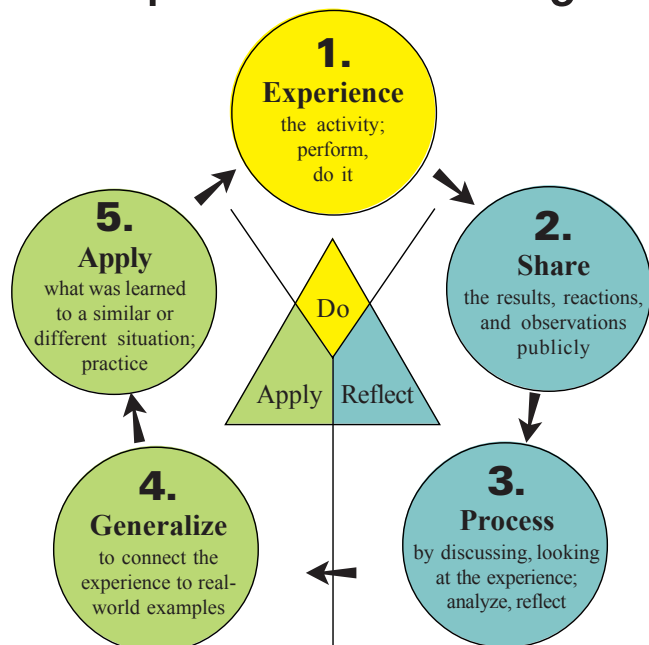 1.
Experience
the activity;
perform,
do it
2.
Share
the results, reactions,
and observations
publicly
3.
Process
by discussing, looking
at the experience;
analyze, reflect
4.
Generalize
to connect the
experience to real-
world examples
5.
Apply
what was learned
to a similar or
different situation;
practice
Do
Apply
Reflect